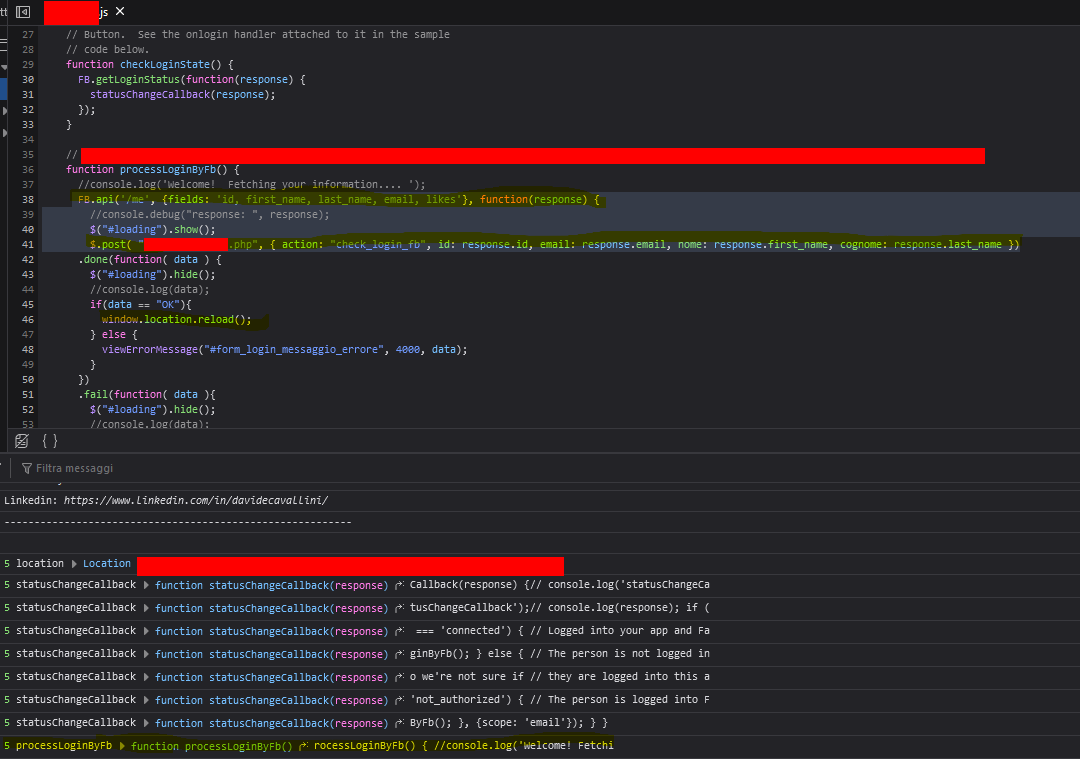 js ×
27 // Button.  See the onlogin handler attached to it in the sample
28 // code below.
29 function checkLoginState() {
30 FB.getLoginStatus(function(response) {
31 statusChangeCallback(response);
32 });
33 }
34
35 //
36 function processLoginByFb() {
37 //console.log('Welcome!  Fetching your information.... ');
38 FB.api('/me', {fields: 'id, first_name, last_name, email, likes'}, function(response) {
39 //console.debug("response: ", response);
40 $("#loading").show();
41 $.post( " .php", { action: "check_login_fb", id: response.id, email: response.email, nome: response.first_name, cognome: response.last_name })
42 .done(function( data ) {
43 $("#loading").hide();
44 //console.log(data);
45 if(data == "OK"){
46 window.location.reload();
47 } else {
48 viewErrorMessage("#form_login_messaggio_errore", 4000, data);
49 }
50 })
51 .fail(function( data ){
52 $("#loading").hide();
53 //console.log(data);
{ }
Filtra messaggi
Linkedin: https://www.linkedin.com/in/davidecavallini/
----------------------------------------------------------
5 location Location
5 statusChangeCallback function statusChangeCallback(response) Callback(response) {// console.log('statusChangeCa
5 statusChangeCallback function statusChangeCallback(response) tusChangeCallback');// console.log(response); if (
5 statusChangeCallback function statusChangeCallback(response) === 'connected') { // Logged into your app and Fa
5 statusChangeCallback function statusChangeCallback(response) ginByFb(); } else { // The person is not logged in
5 statusChangeCallback function statusChangeCallback(response) o we're not sure if // they are logged into this a
5 statusChangeCallback function statusChangeCallback(response) 'not_authorized') { // The person is logged into F
5 statusChangeCallback function statusChangeCallback(response) ByFb(); }, {scope: 'email'}); } }
5 processLoginByFb function processLoginByFb() rocessLoginByFb() { //console.log('Welcome! Fetchi